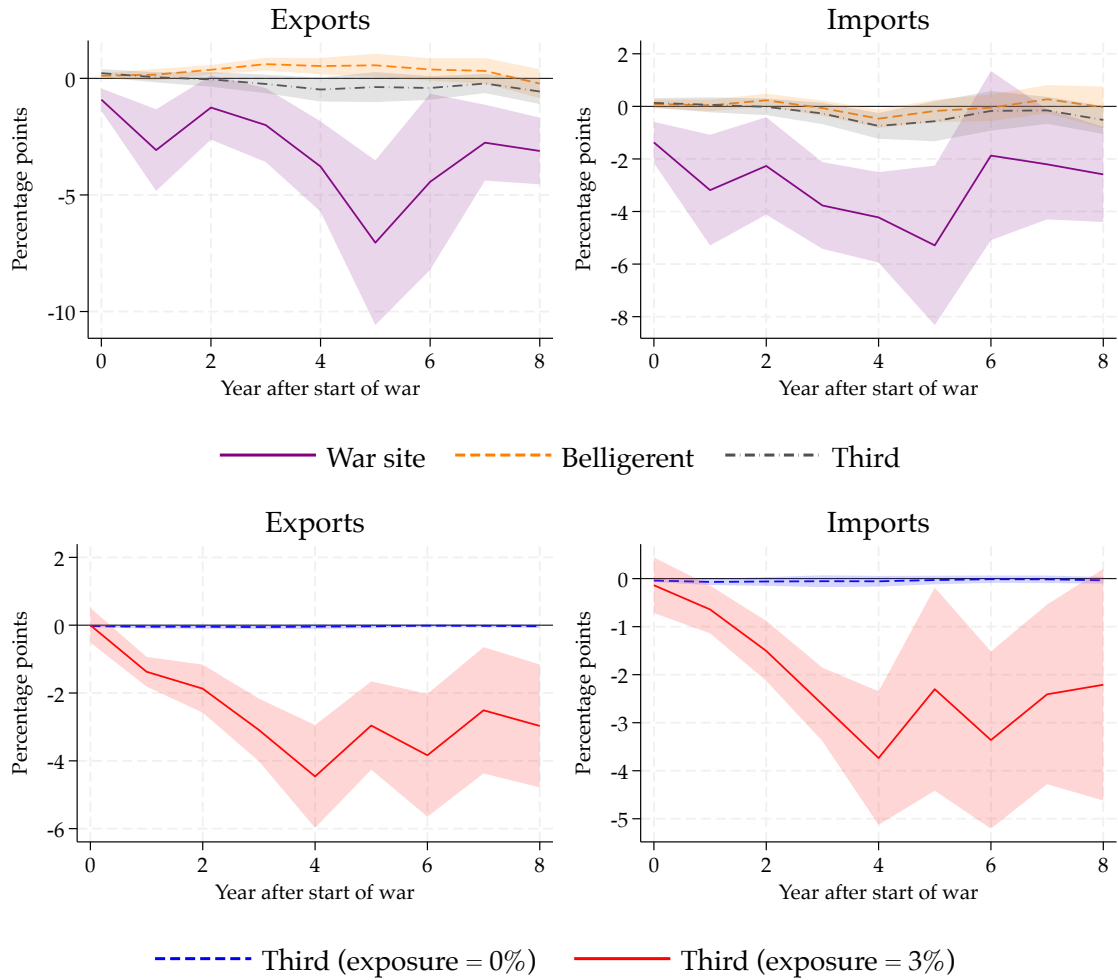 Exports
Imports
Percentage points
0
-5
-10
0
2
4
6
8
Year after start of war
Percentage points
2
0
-2
-4
-6
-8
0
2
4
6
8
Year after start of war
War site
Belligerent
Third
Exports
Imports
Percentage points
2
0
-2
-4
-6
0
2
4
6
8
Year after start of war
Percentage points
0
-1
-2
-3
-4
-5
0
2
4
6
8
Year after start of war
Third (exposure = 0%)
Third (exposure = 3%)